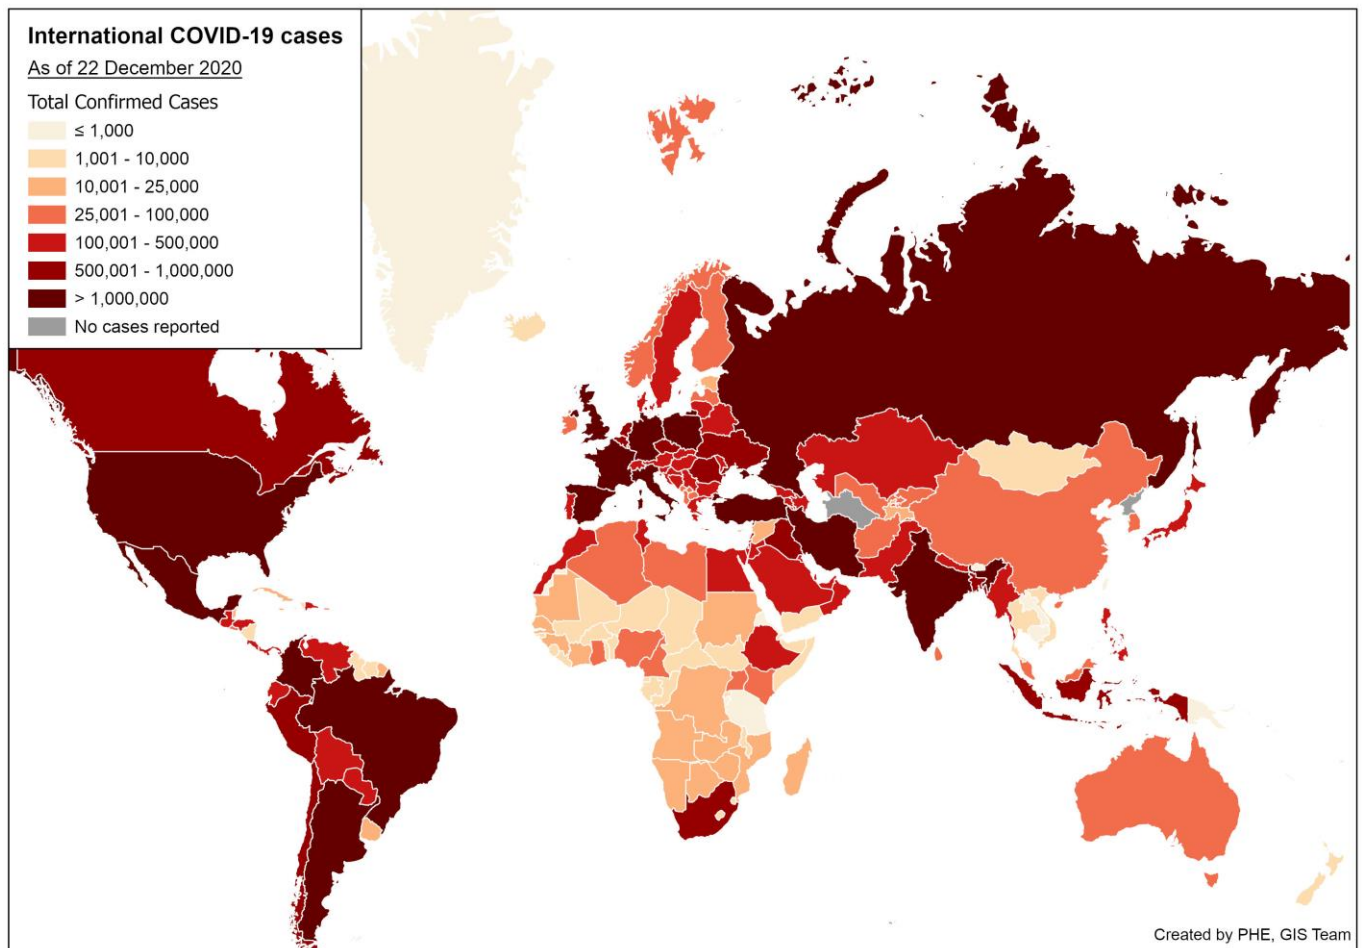 International COVID-19 cases
As of 22 December 2020
Total Confirmed Cases
≤ 1,000
1,001 - 10,000
10,001 - 25,000
25,001 - 100,000
100,001 - 500,000
500,001 - 1,000,000
> 1,000,000
No cases reported
Created by PHE, GIS Team